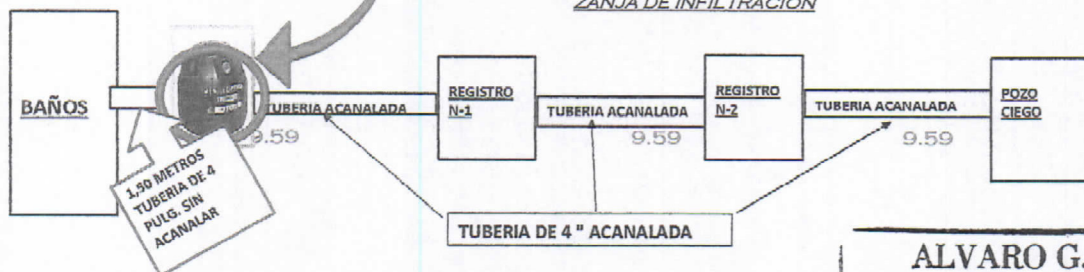 ZANJA DE INFILTRACION
BAÑOS
TUBERIA ACANALADA
9.59
REGISTRO
N-1
TUBERIA ACANALADA
9.59
REGISTRO
N-2
TUBERIA ACANALADA
9.59
POZO
CIEGO
1,50 METROS
TUBERIA DE 4
PULG. SIN
ACANALAR
TUBERIA DE 4 " ACANALADA
ALVARO G.